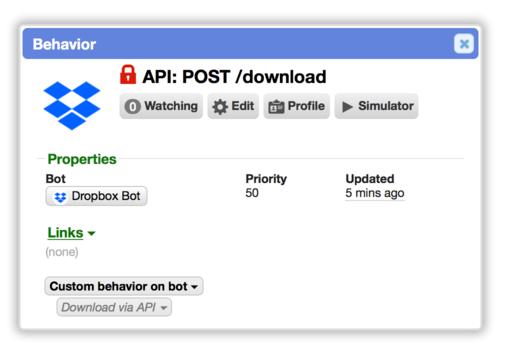 Behavior
API: POST /download
0 Watching Edit Profile Simulator
Properties
Bot Priority Updated
Dropbox Bot 50 5 mins ago
Links
(none)
Custom behavior on bot
Download via API